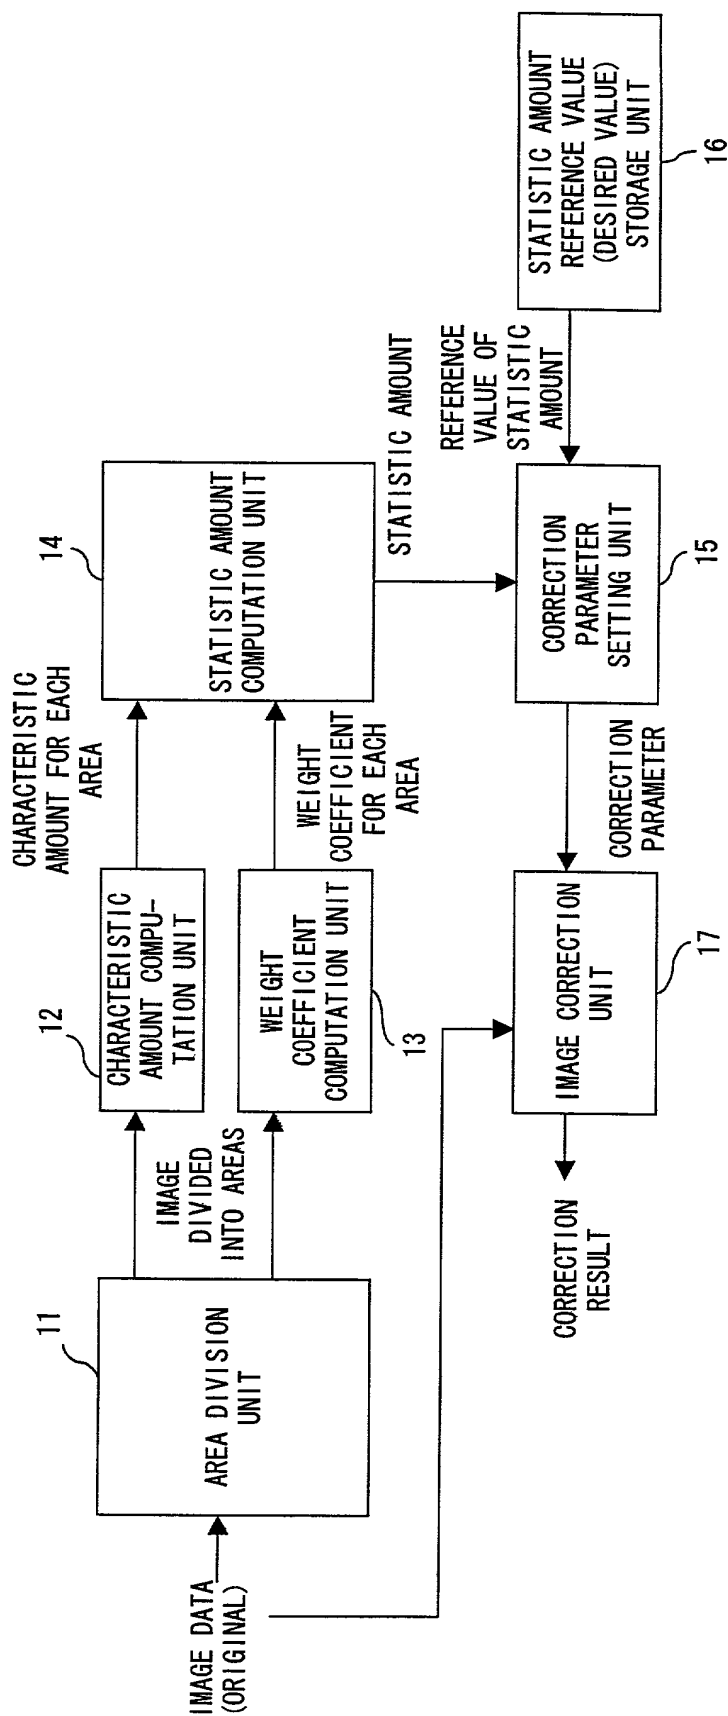 IMAGE DATA
(ORIGINAL)
11
AREA DIVISION
UNIT
IMAGE
DIVIDED
INTO AREAS
12
CHARACTERISTIC
AMOUNT COMPU-
TATION UNIT
WEIGHT
COEFFICIENT
COMPUTATION UNIT
13
CHARACTERISTIC
AMOUNT FOR EACH
AREA
WEIGHT
COEFFICIENT
FOR EACH
AREA
14
STATISTIC AMOUNT
COMPUTATION UNIT
STATISTIC AMOUNT
REFERENCE
VALUE OF
STATISTIC
AMOUNT
STATISTIC AMOUNT
REFERENCE VALUE
(DESIRED VALUE)
STORAGE UNIT
16
CORRECTION
PARAMETER
SETTING UNIT
15
CORRECTION
PARAMETER
IMAGE CORRECTION
UNIT
17
CORRECTION
RESULT